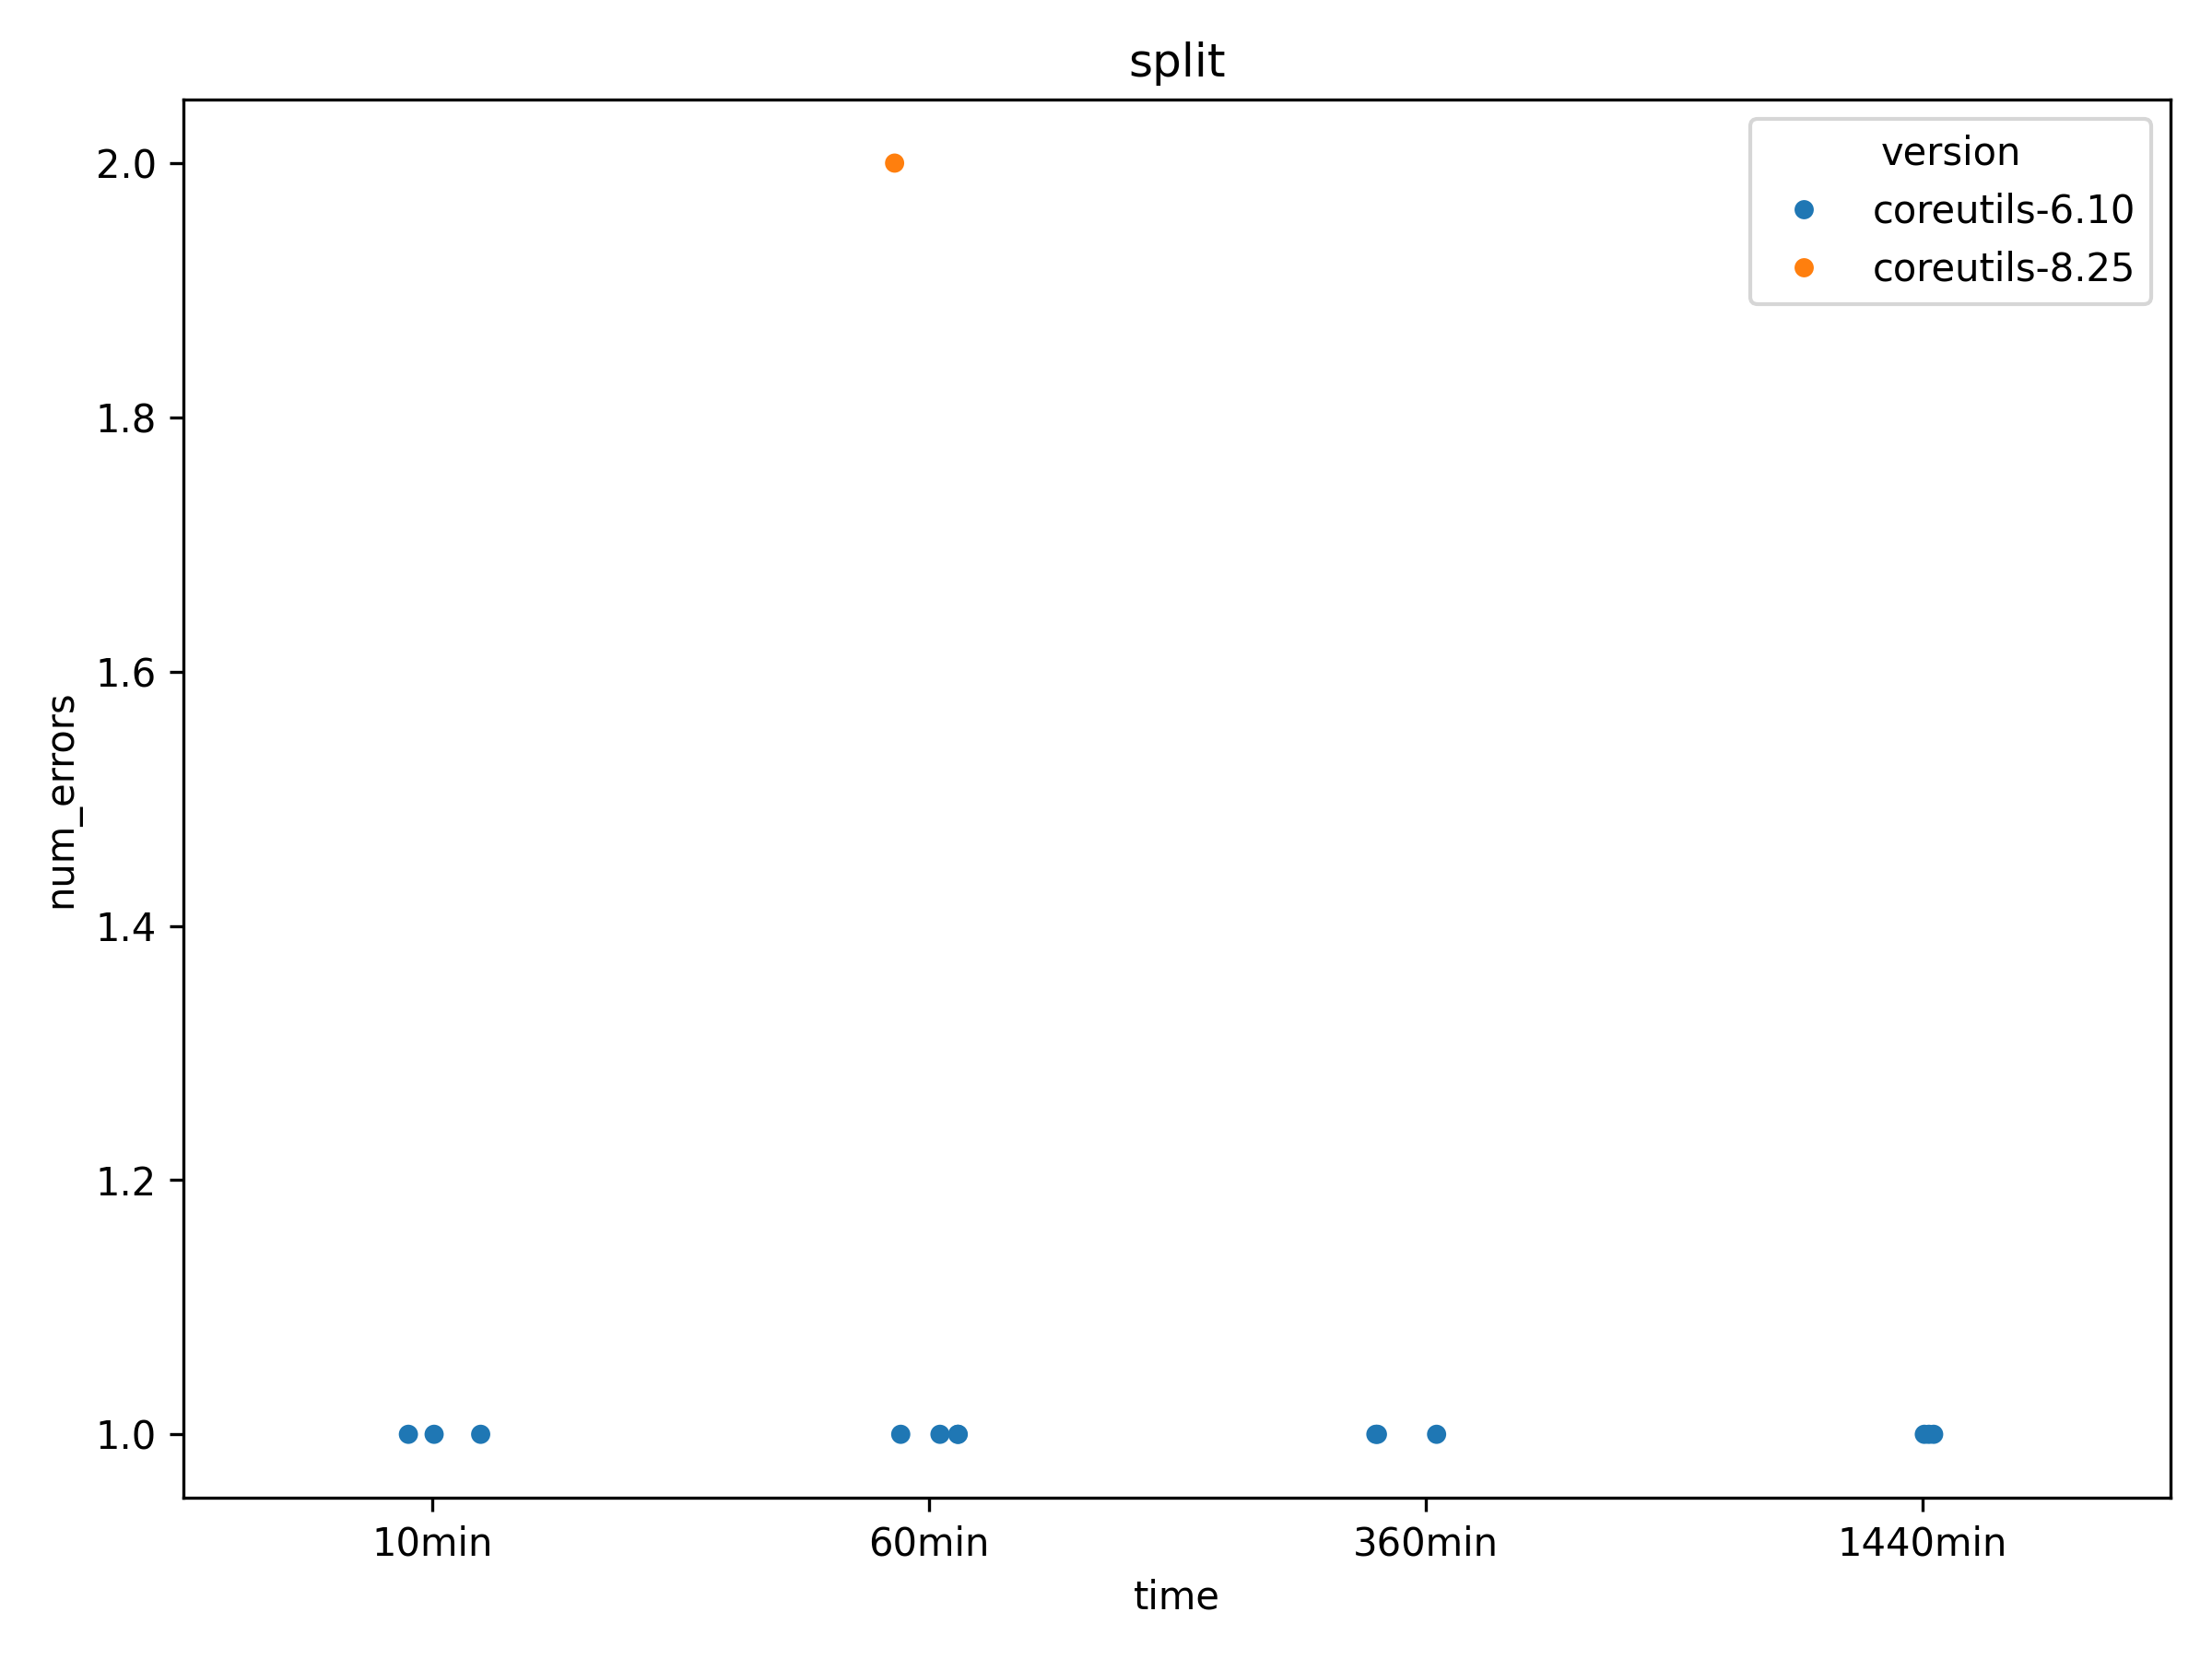 split
version
coreutils-6.10
coreutils-8.25
2.0
1.8
1.6
1.4
1.2
1.0
num_errors
10min
60min
360min
1440min
time